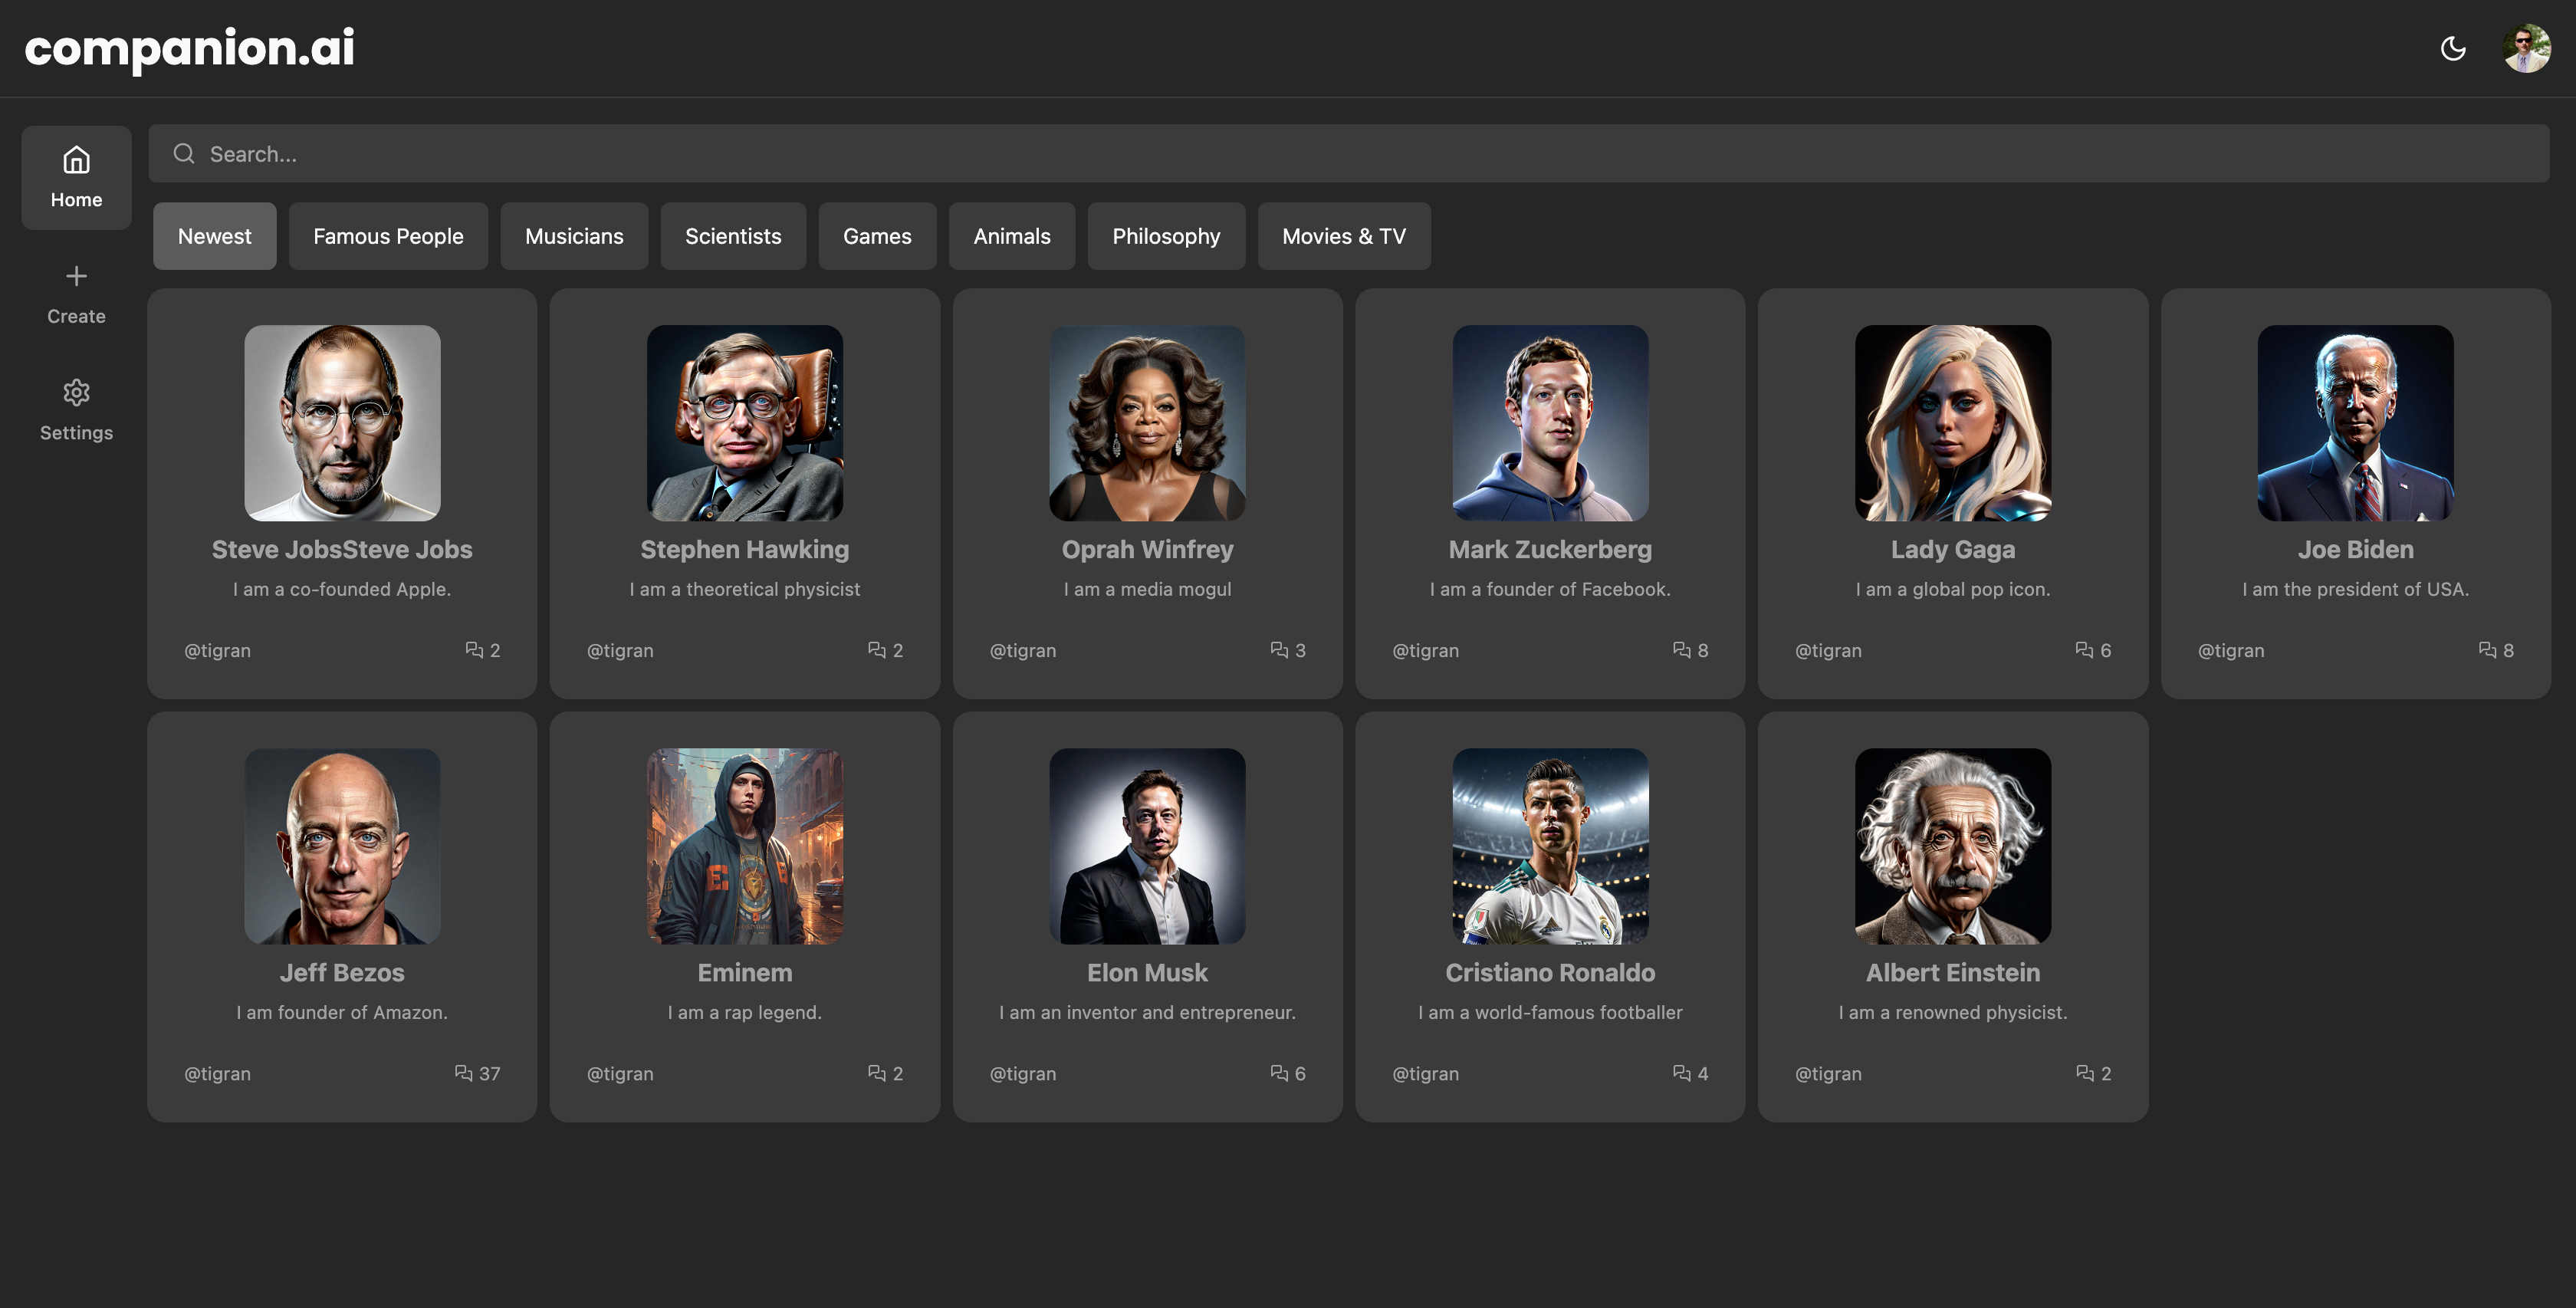 companion.ai
Search...
Home
Create
Settings
Newest
Famous People
Musicians
Scientists
Games
Animals
Philosophy
Movies & TV
Steve JobsSteve Jobs
I am a co-founded Apple.
@tigran
2
Stephen Hawking
I am a theoretical physicist
@tigran
2
Oprah Winfrey
I am a media mogul
@tigran
3
Mark Zuckerberg
I am a founder of Facebook.
@tigran
8
Lady Gaga
I am a global pop icon.
@tigran
6
Joe Biden
I am the president of USA.
@tigran
8
E
Jeff Bezos
I am founder of Amazon.
@tigran
37
Eminem
I am a rap legend.
@tigran
2
Elon Musk
I am an inventor and entrepreneur.
@tigran
6
Cristiano Ronaldo
I am a world-famous footballer
@tigran
4
Albert Einstein
I am a renowned physicist.
@tigran
2